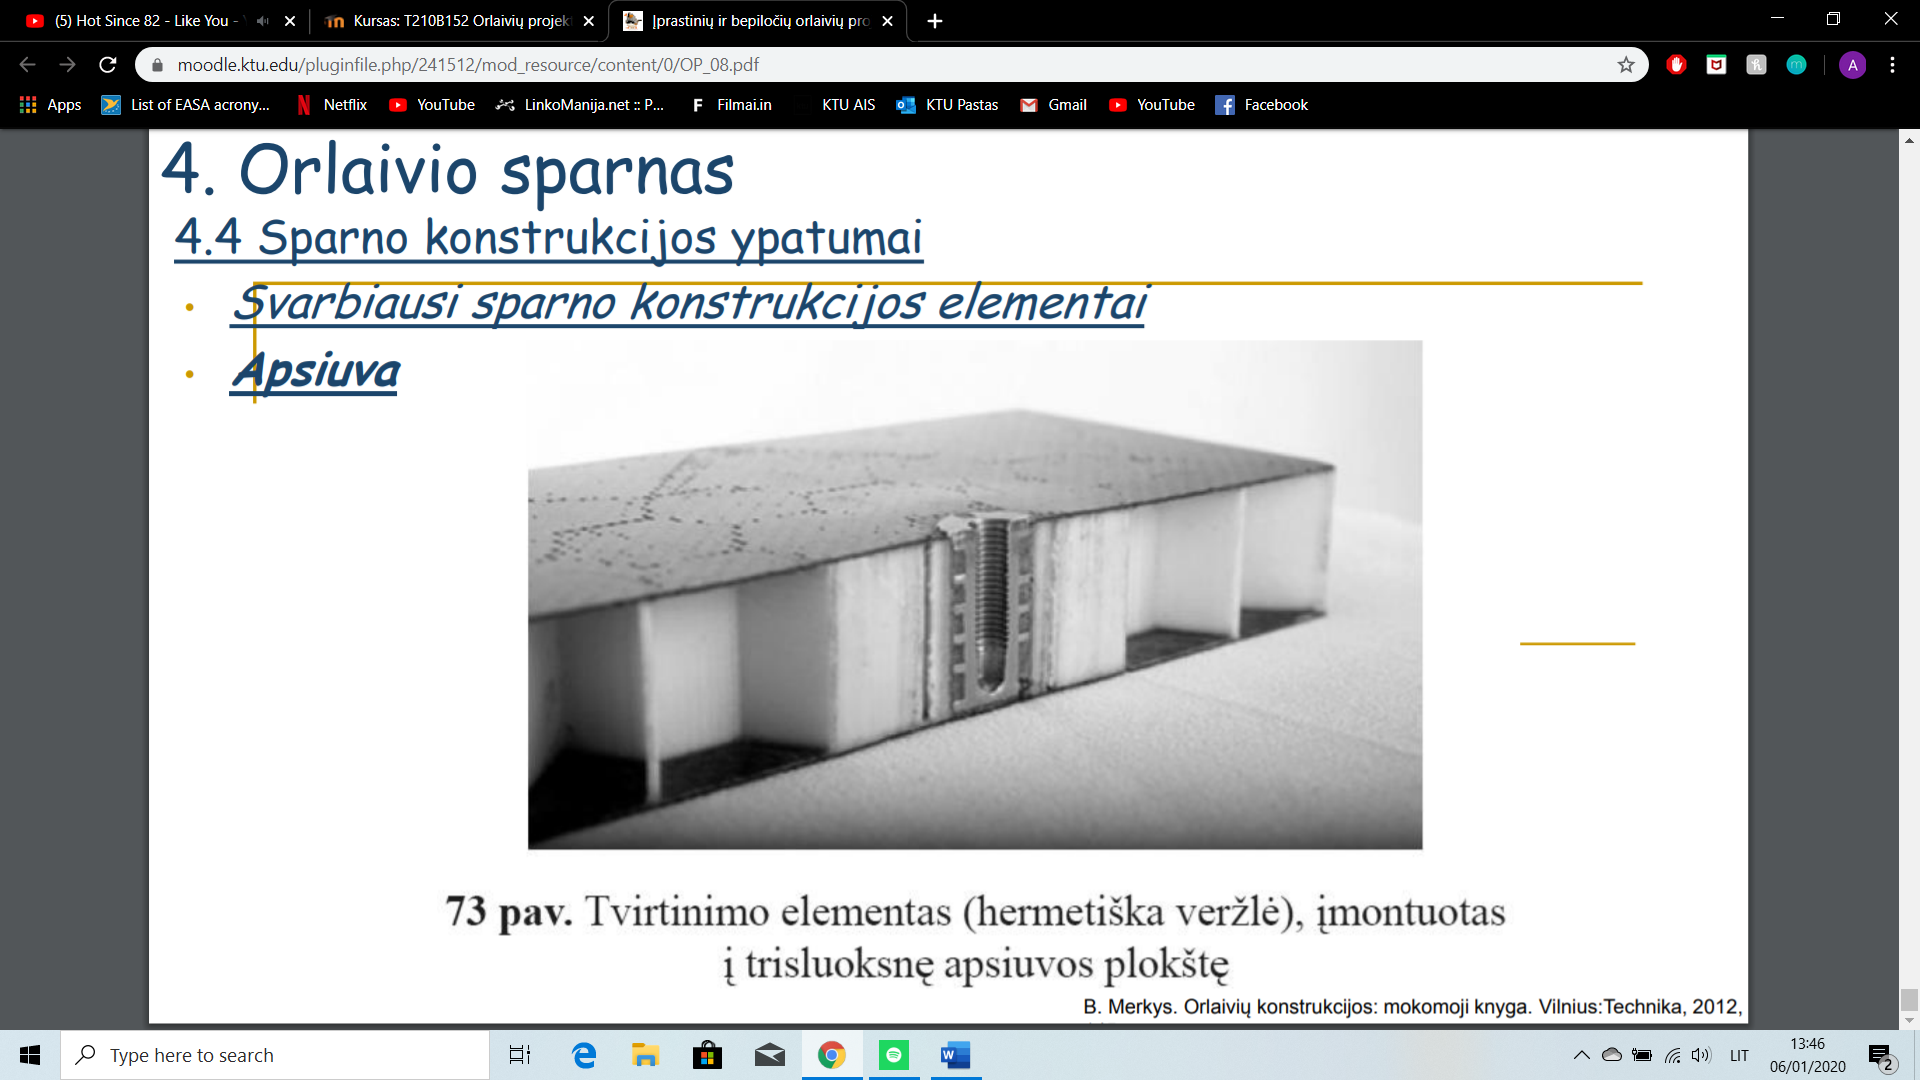 (5) Hot Since 82 - Like You -
Kursas: T210B152 Orlaivių projekt
Įprastinių ir bepiločių orlaivių pro
moodle.ktu.edu/pluginfile.php/241512/mod_resource/content/0/OP_08.pdf
A
Apps
List of EASA acrony...
Netflix
YouTube
LinkoManija.net :: P...
F Filmai.in
KTU AIS
KTU Pastas
Gmail
YouTube
Facebook
4. Orlaivio sparnas
4.4 Sparno konstrukcijos ypatumai
• Svarbiausi sparno konstrukcijos elementai
• Apsiuva
73 pav. Tvirtinimo elementas (hermetiška veržlė), įmontuotas
į trisluoksnę apsiuvos plokštę
B. Merkys. Orlaivių konstrukcijos: mokomoji knyga. Vilnius:Technika, 2012,
Type here to search
LIT
13:46
06/01/2020
2